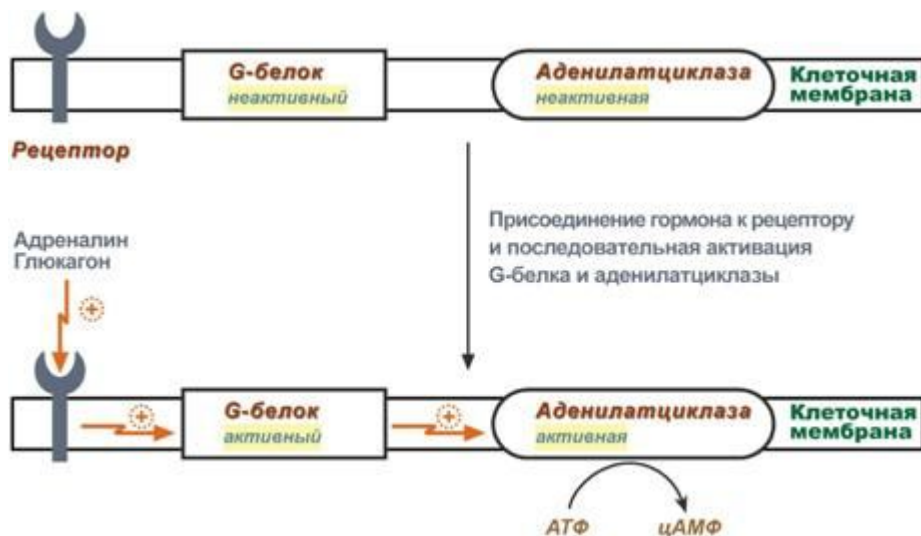 G-белок
неактивный
Аденилатциклаза
неактивная
Клеточная
мембрана
Рецептор
Адреналин
Глюкагон
Присоединение гормона к рецептору
и последовательная активация
G-белка и аденилатциклазы
G-белок
активный
Аденилатциклаза
активная
Клеточная
мембрана
АТФ
цАМФ